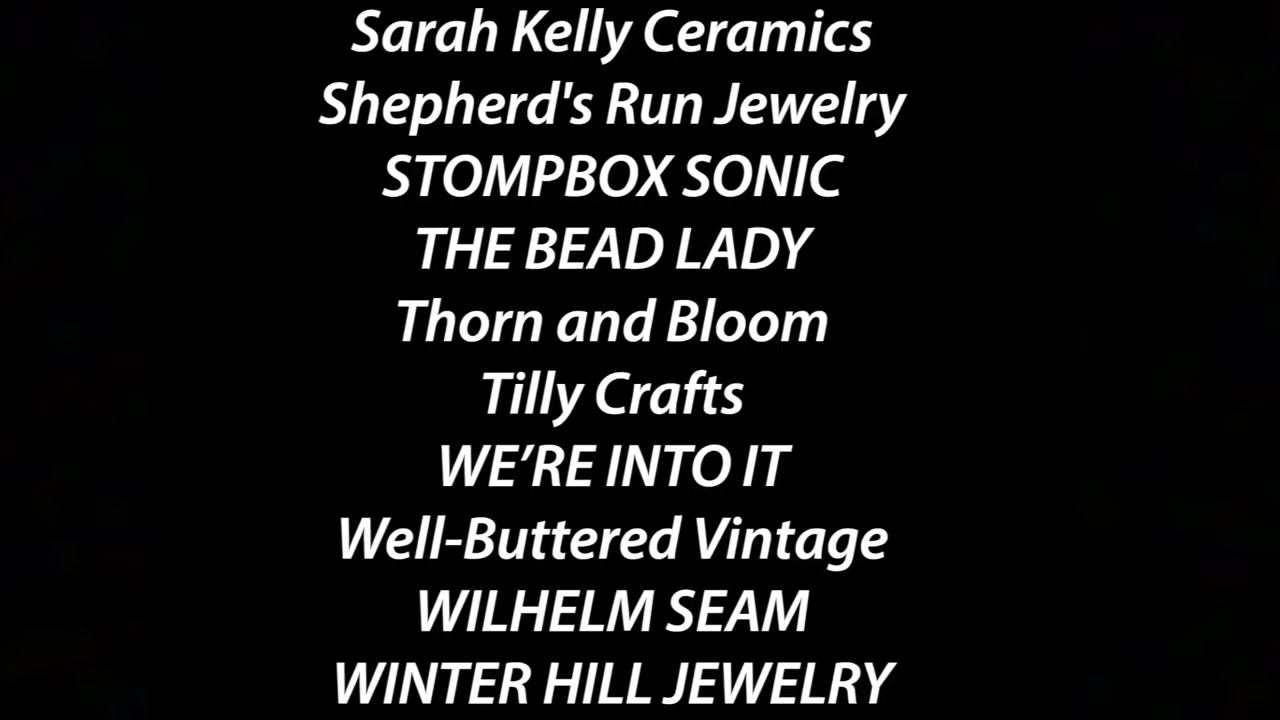 Sarah Kelly Ceramics
Shepherd's Run Jewelry
STOMPBOX SONIC
THE BEAD LADY
Thorn and Bloom
Tilly Crafts
WE’RE INTO IT
Well-Buttered Vintage
WILHELM SEAM
WINTER HILL JEWELRY